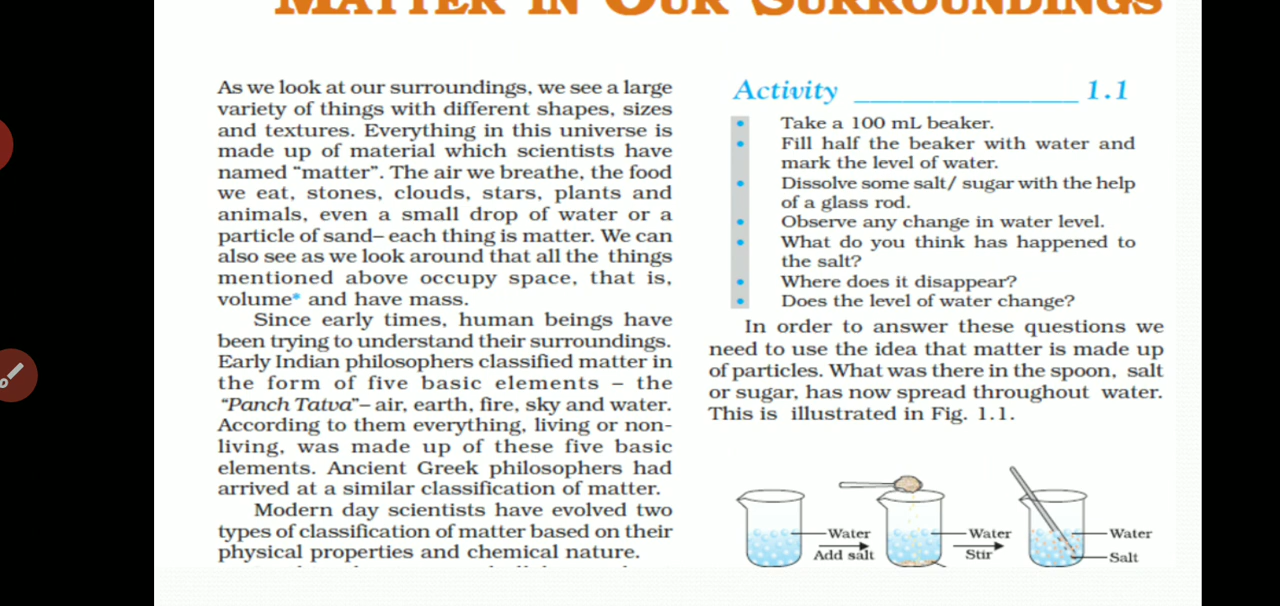 MATTER IN OUR SURROUNDINGS
As we look at our surroundings, we see a large
variety of things with different shapes, sizes
and textures. Everything in this universe is
made up of material which scientists have
named “matter”. The air we breathe, the food
we eat, stones, clouds, stars, plants and
animals, even a small drop of water or a
particle of sand– each thing is matter. We can
also see as we look around that all the things
mentioned above occupy space, that is,
volume* and have mass.
Since early times, human beings have
been trying to understand their surroundings.
Early Indian philosophers classified matter in
the form of five basic elements – the
“Panch Tatva”– air, earth, fire, sky and water.
According to them everything, living or non-
living, was made up of these five basic
elements. Ancient Greek philosophers had
arrived at a similar classification of matter.
Modern day scientists have evolved two
types of classification of matter based on their
physical properties and chemical nature.
Activity ________________ 1.1
• Take a 100 mL beaker.
• Fill half the beaker with water and
mark the level of water.
• Dissolve some salt/ sugar with the help
of a glass rod.
• Observe any change in water level.
• What do you think has happened to
the salt?
• Where does it disappear?
• Does the level of water change?
In order to answer these questions we
need to use the idea that matter is made up
of particles. What was there in the spoon, salt
or sugar, has now spread throughout water.
This is illustrated in Fig. 1.1.
Water
Add salt
Water
Stir
Water
Salt